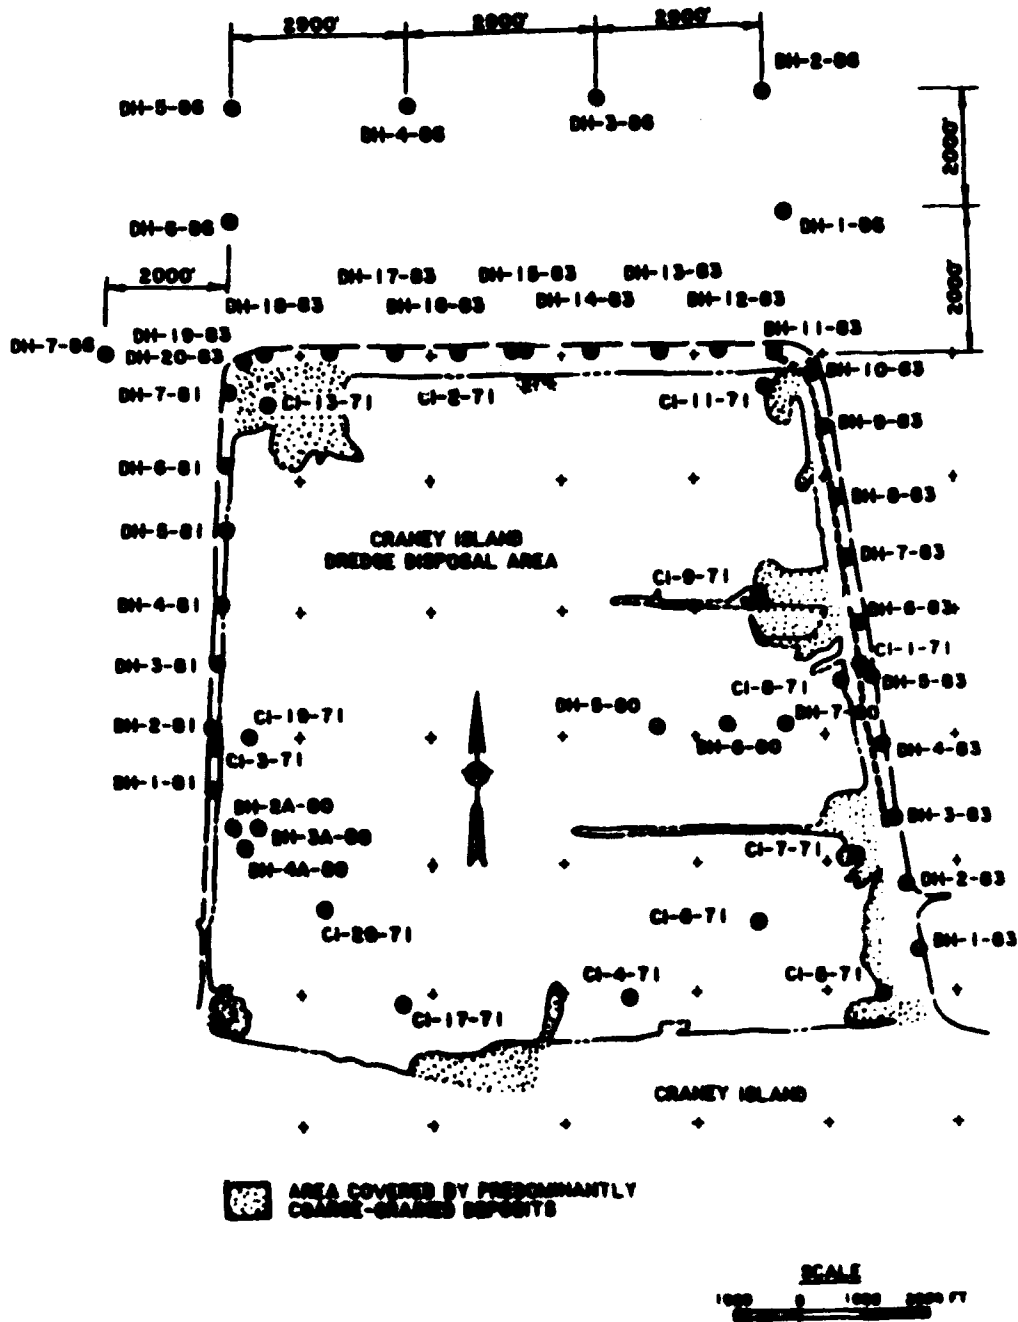 2900' 2900' 2900'
DH-2-86
DH-5-86
DH-4-86
DH-3-86
2000'
DH-6-86
DH-1-86
2000'
2000'
DH-17-83 DH-15-83 DH-13-83
DH-18-83 DH-16-83 DH-14-83 DH-12-83
DH-7-86
DH-19-83
DH-20-83
DH-11-83
DH-10-83
DH-7-81
CI-13-71
CI-2-71
CI-11-71
DH-9-83
DH-6-81
DH-8-83
DH-5-81
CRANEY ISLAND
DREDGE DISPOSAL AREA
DH-7-83
CI-9-71
DH-4-81
DH-6-83
CI-1-71
DH-3-81
CI-8-71
DH-5-83
DH-2-81
CI-19-71
DH-5-80
DH-7-80
DH-6-80
DH-4-83
CI-3-71
DH-1-81
DH-2A-80
DH-3A-80
DH-4A-80
DH-3-83
CI-7-71
DH-2-83
CI-20-71
CI-6-71
DH-1-83
CI-4-71
CI-5-71
CI-17-71
CRANEY ISLAND
AREA COVERED BY PREDOMINANTLY
COARSE-GRAINED DEPOSITS
SCALE
1000 0 1000 2000 FT